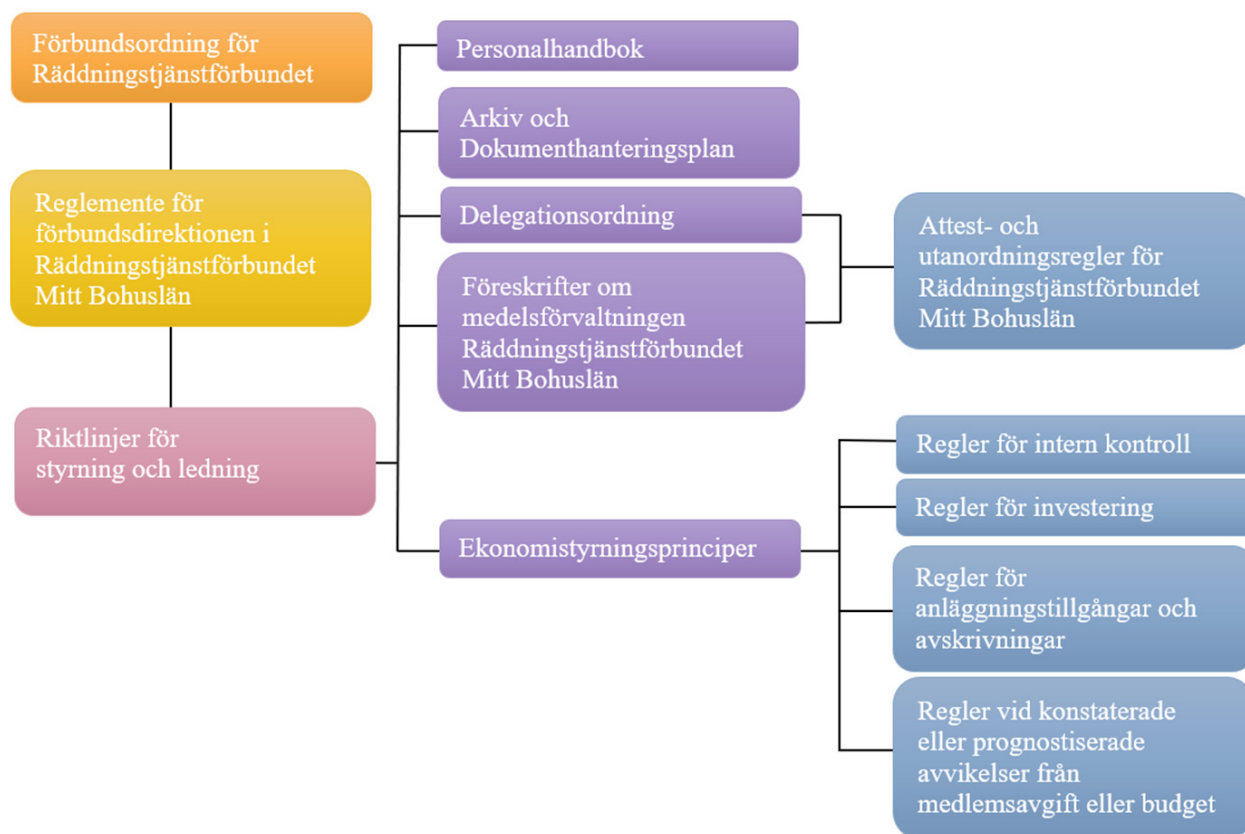 Förbundsordning för
Räddningstjänstförbundet
Reglemente för
förbundsdirektionen i
Räddningstjänstförbundet
Mitt Bohuslän
Riktlinjer för
styrning och ledning
Personalhandbok
Arkiv och
Dokumenthanteringsplan
Delegationsordning
Föreskrifter om
medelsförvaltningen
Räddningstjänstförbundet
Mitt Bohuslän
Ekonomistyrningsprinciper
Attest- och
utanordningsregler för
Räddningstjänstförbundet
Mitt Bohuslän
Regler för intern kontroll
Regler för investering
Regler för
anläggningstillgångar och
avskrivningar
Regler vid konstaterade
eller prognostiserade
avvikelser från
medlemsavgift eller budget